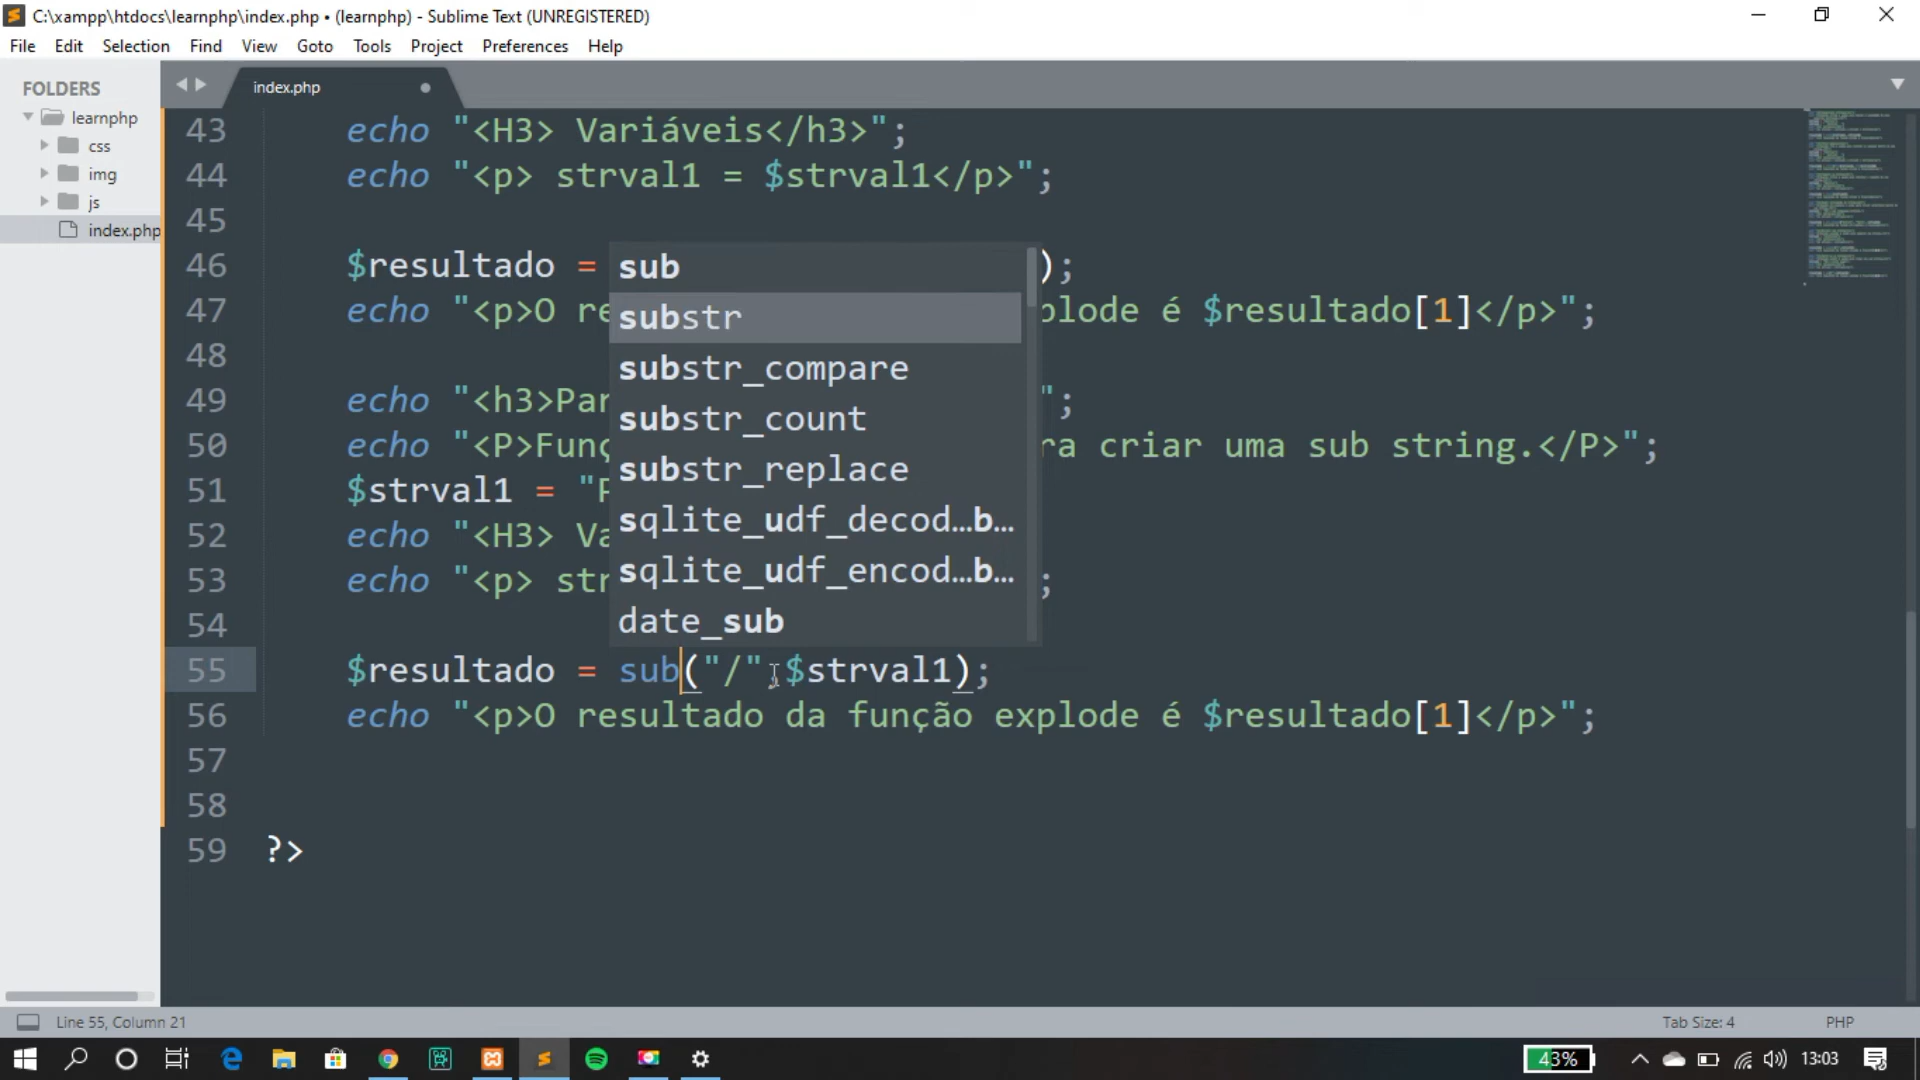 C:\xampp\htdocs\learnphp\index.php • (learnphp) - Sublime Text (UNREGISTERED)
File Edit Selection Find View Goto Tools Project Preferences Help
FOLDERS
learnphp
css
img
js
index.php
index.php
43 echo "<H3> Variáveis</h3>";
44 echo "<p> strval1 = $strval1</p>";
45
46 $resultado = );
47 echo "<p>O re plode é $resultado[1]</p>";
48
49 echo "<h3>Par ";
50 echo "<P>Funç ra criar uma sub string.</P>";
51 $strval1 = "P
52 echo "<H3> Va
53 echo "<p> str ;
54
55 $resultado = sub("/",$strval1);
56 echo "<p>O resultado da função explode é $resultado[1]</p>";
57
58
59 ?>
sub
substr
substr_compare
substr_count
substr_replace
sqlite_udf_decod...b...
sqlite_udf_encod...b...
date_sub
Line 55, Column 21 Tab Size: 4 PHP
43% 13:03